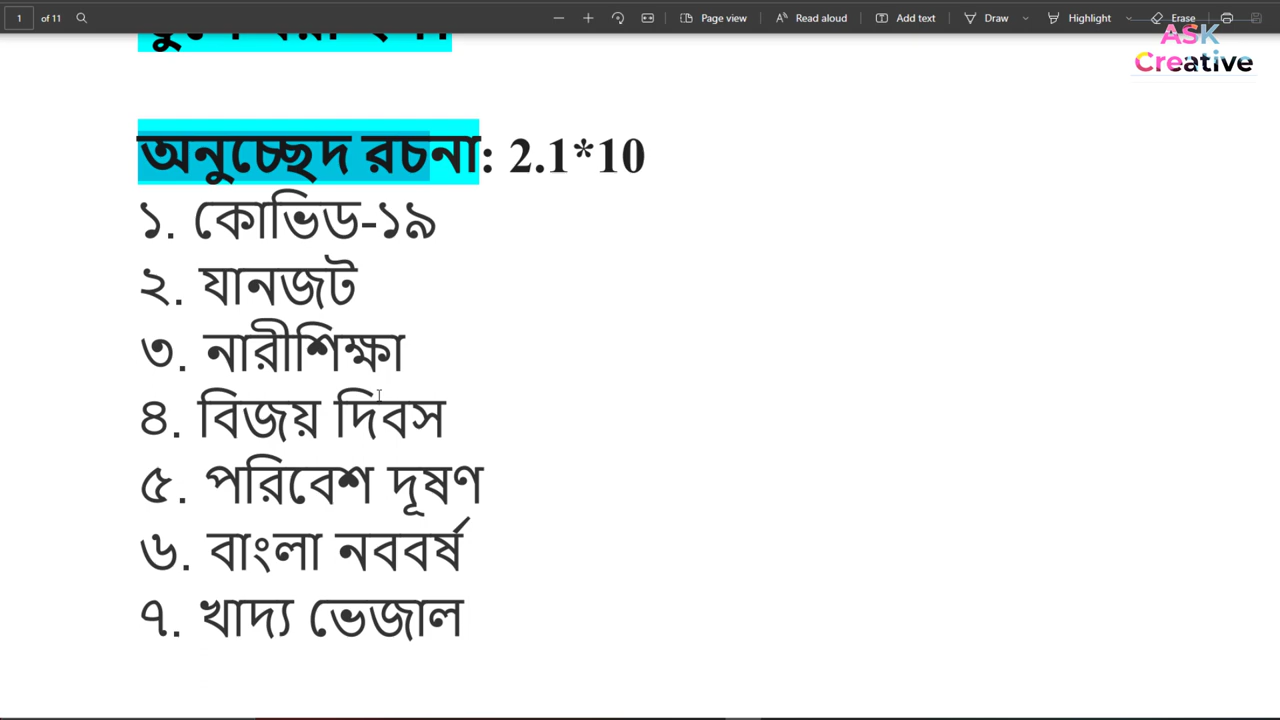 1 of 11 Page view Read aloud Add text Draw Highlight Erase
ASK
Creative
অনুচ্ছেদ রচনা: 2.1*10
১. কোভিড-১৯
২. যানজট
৩. নারীশিক্ষা
৪. বিজয় দিবস
৫. পরিবেশ দূষণ
৬. বাংলা নববর্ষ
৭. খাদ্য ভেজাল